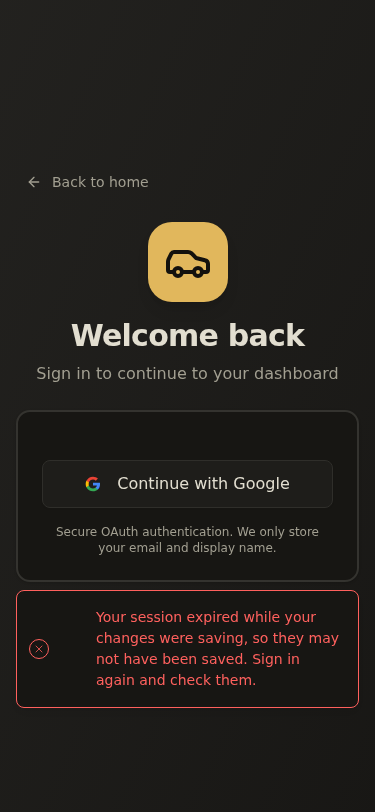 Back to home
Welcome back
Sign in to continue to your dashboard
Continue with Google
Secure OAuth authentication. We only store
your email and display name.
Your session expired while your
changes were saving, so they may
not have been saved. Sign in
again and check them.